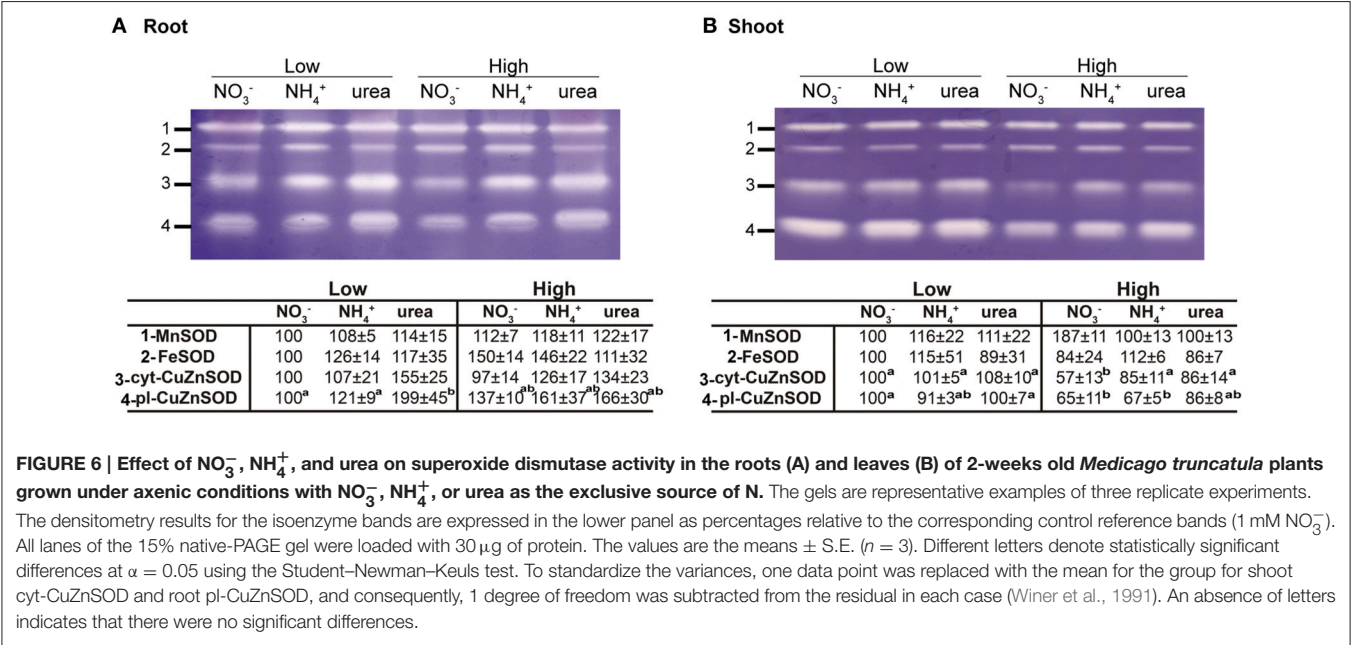 A Root
Low High
NO₃⁻ NH₄⁺ urea NO₃⁻ NH₄⁺ urea
1
2
3
4
Low High
NO₃⁻ NH₄⁺ urea NO₃⁻ NH₄⁺ urea
1-MnSOD 100 108±5 114±15 112±7 118±11 122±17
2-FeSOD 100 126±14 117±35 150±14 146±22 111±32
3-cyt-CuZnSOD 100 107±21 155±25 97±14 126±17 134±23
4-pl-CuZnSOD 100ᵃ 121±9ᵃ 199±45ᵇ 137±10ᵃᵇ 161±37ᵃᵇ 166±30ᵃᵇ
B Shoot
Low High
NO₃⁻ NH₄⁺ urea NO₃⁻ NH₄⁺ urea
1
2
3
4
Low High
NO₃⁻ NH₄⁺ urea NO₃⁻ NH₄⁺ urea
1-MnSOD 100 116±22 111±22 187±11 100±13 100±13
2-FeSOD 100 115±51 89±31 84±24 112±6 86±7
3-cyt-CuZnSOD 100ᵃ 101±5ᵃ 108±10ᵃ 57±13ᵇ 85±11ᵃ 86±14ᵃ
4-pl-CuZnSOD 100ᵃ 91±3ᵃᵇ 100±7ᵃ 65±11ᵇ 67±5ᵇ 86±8ᵃᵇ
FIGURE 6 | Effect of NO₃⁻, NH₄⁺, and urea on superoxide dismutase activity in the roots (A) and leaves (B) of 2-weeks old Medicago truncatula plants
grown under axenic conditions with NO₃⁻, NH₄⁺, or urea as the exclusive source of N. The gels are representative examples of three replicate experiments.
The densitometry results for the isoenzyme bands are expressed in the lower panel as percentages relative to the corresponding control reference bands (1 mM NO₃⁻).
All lanes of the 15% native-PAGE gel were loaded with 30 μg of protein. The values are the means ± S.E. (n = 3). Different letters denote statistically significant
differences at α = 0.05 using the Student–Newman–Keuls test. To standardize the variances, one data point was replaced with the mean for the group for shoot
cyt-CuZnSOD and root pl-CuZnSOD, and consequently, 1 degree of freedom was subtracted from the residual in each case (Winer et al., 1991). An absence of letters
indicates that there were no significant differences.